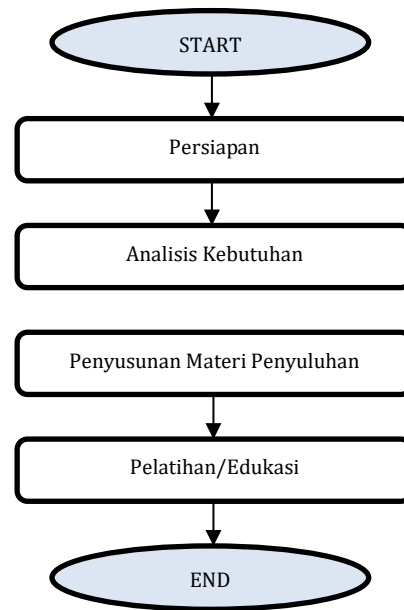 START
Persiapan
Analisis Kebutuhan
Penyusunan Materi Penyuluhan
Pelatihan/Edukasi
END